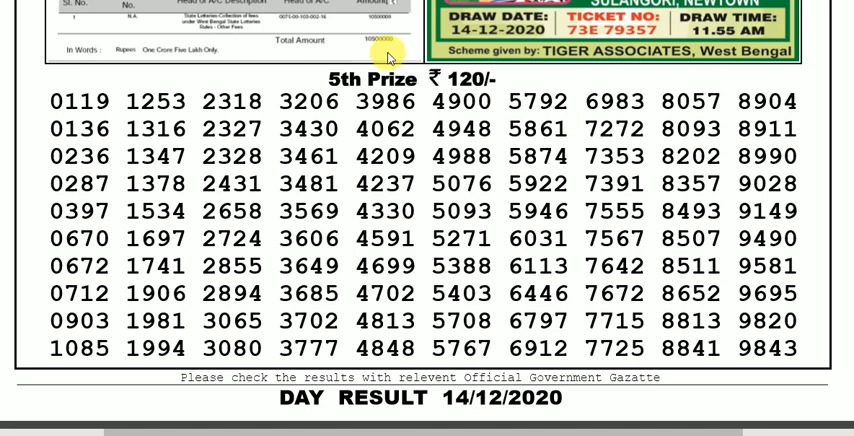 Sl. No.
No.
Head of A/C Description
Head of A/C
Amount
1
N.A
State Lotteries-Collection of fees
under West Bengal State Lotteries
Dates - Other Fees
0075-00-103-002-16
10500000
Total Amount
10500000
In Words : Rupees One Crore Five Lakh Only.
SULANGORI, NEWTOWN
DRAW DATE:
14-12-2020
TICKET NO:
73E 79357
DRAW TIME:
11.55 AM
Scheme given by: TIGER ASSOCIATES, West Bengal
5th Prize ₹ 120/-
0119 1253 2318 3206 3986 4900 5792 6983 8057 8904
0136 1316 2327 3430 4062 4948 5861 7272 8093 8911
0236 1347 2328 3461 4209 4988 5874 7353 8202 8990
0287 1378 2431 3481 4237 5076 5922 7391 8357 9028
0397 1534 2658 3569 4330 5093 5946 7555 8493 9149
0670 1697 2724 3606 4591 5271 6031 7567 8507 9490
0672 1741 2855 3649 4699 5388 6113 7642 8511 9581
0712 1906 2894 3685 4702 5403 6446 7672 8652 9695
0903 1981 3065 3702 4813 5708 6797 7715 8813 9820
1085 1994 3080 3777 4848 5767 6912 7725 8841 9843
Please check the results with relevent Official Government Gazatte
DAY RESULT 14/12/2020